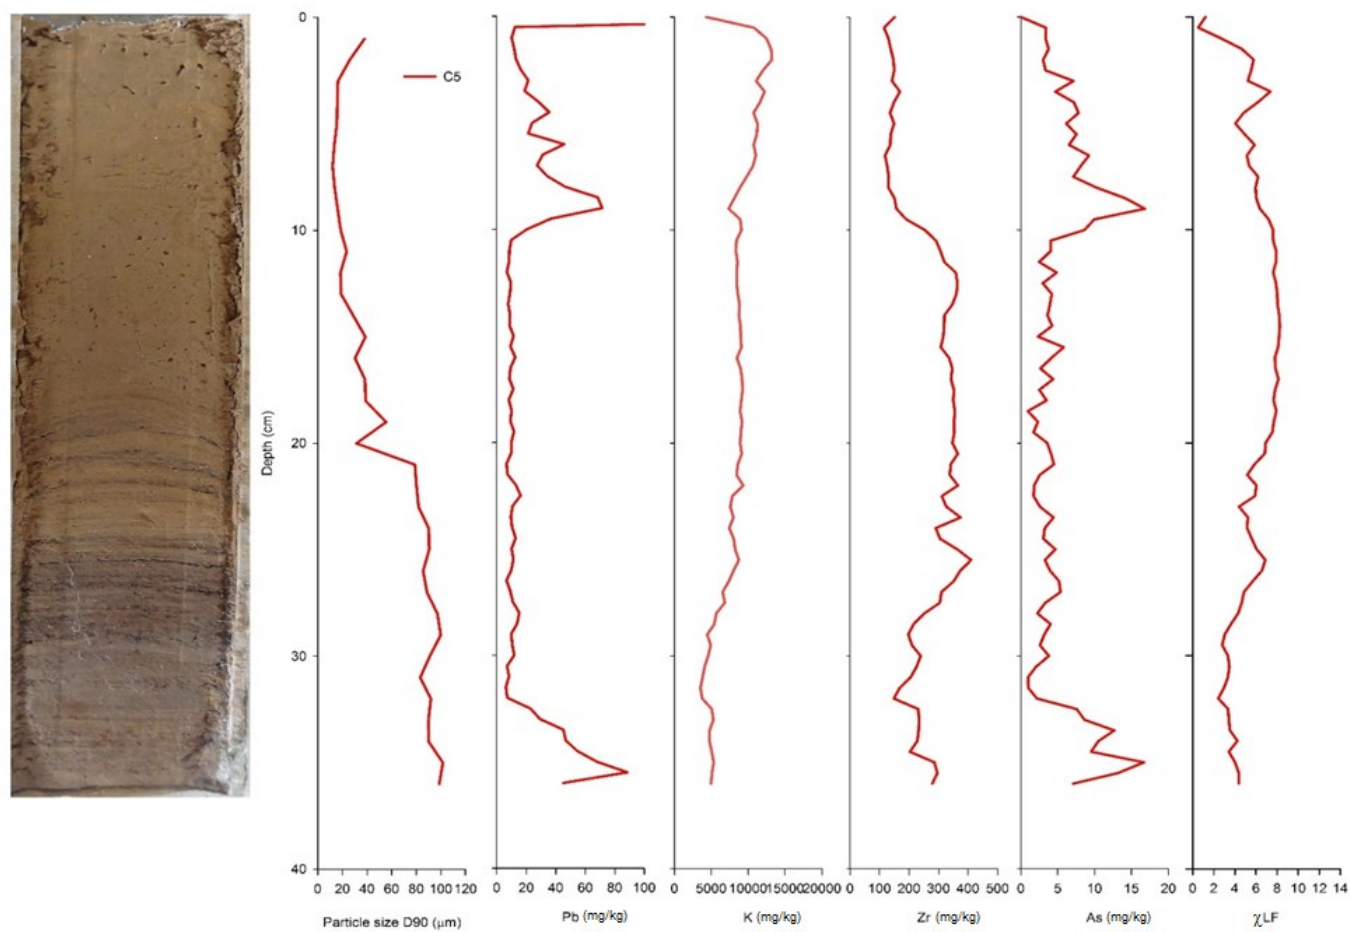 0
10
20
30
40
Depth (cm)
C5
0 20 40 60 80 100 120
Particle size D90 (μm)
0 20 40 60 80 100
Pb (mg/kg)
0 5000 10000 15000 20000
K (mg/kg)
0 100 200 300 400 500
Zr (mg/kg)
0 5 10 15 20
As (mg/kg)
0 2 4 6 8 10 12 14
χLF